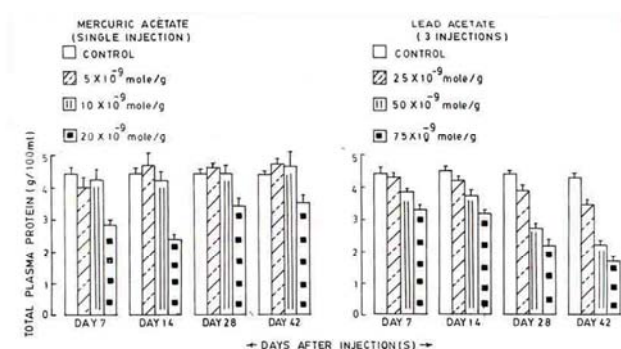 MERCURIC ACETATE
(SINGLE INJECTION)
CONTROL
5 X 10⁻⁹ mole/g
10 X 10⁻⁹ mole/g
20 X 10⁻⁹ mole/g
LEAD ACETATE
( 3 INJECTIONS )
CONTROL
25 X 10⁻⁹ mole/g
50 X 10⁻⁹ mole/g
75 X 10⁻⁹ mole/g
TOTAL PLASMA PROTEIN ( g/100ml )
5
4
3
2
1
0
DAY 7 DAY 14 DAY 28 DAY 42
5
4
3
2
1
0
DAY 7 DAY 14 DAY 28 DAY 42
← DAYS AFTER INJECTION(S) →